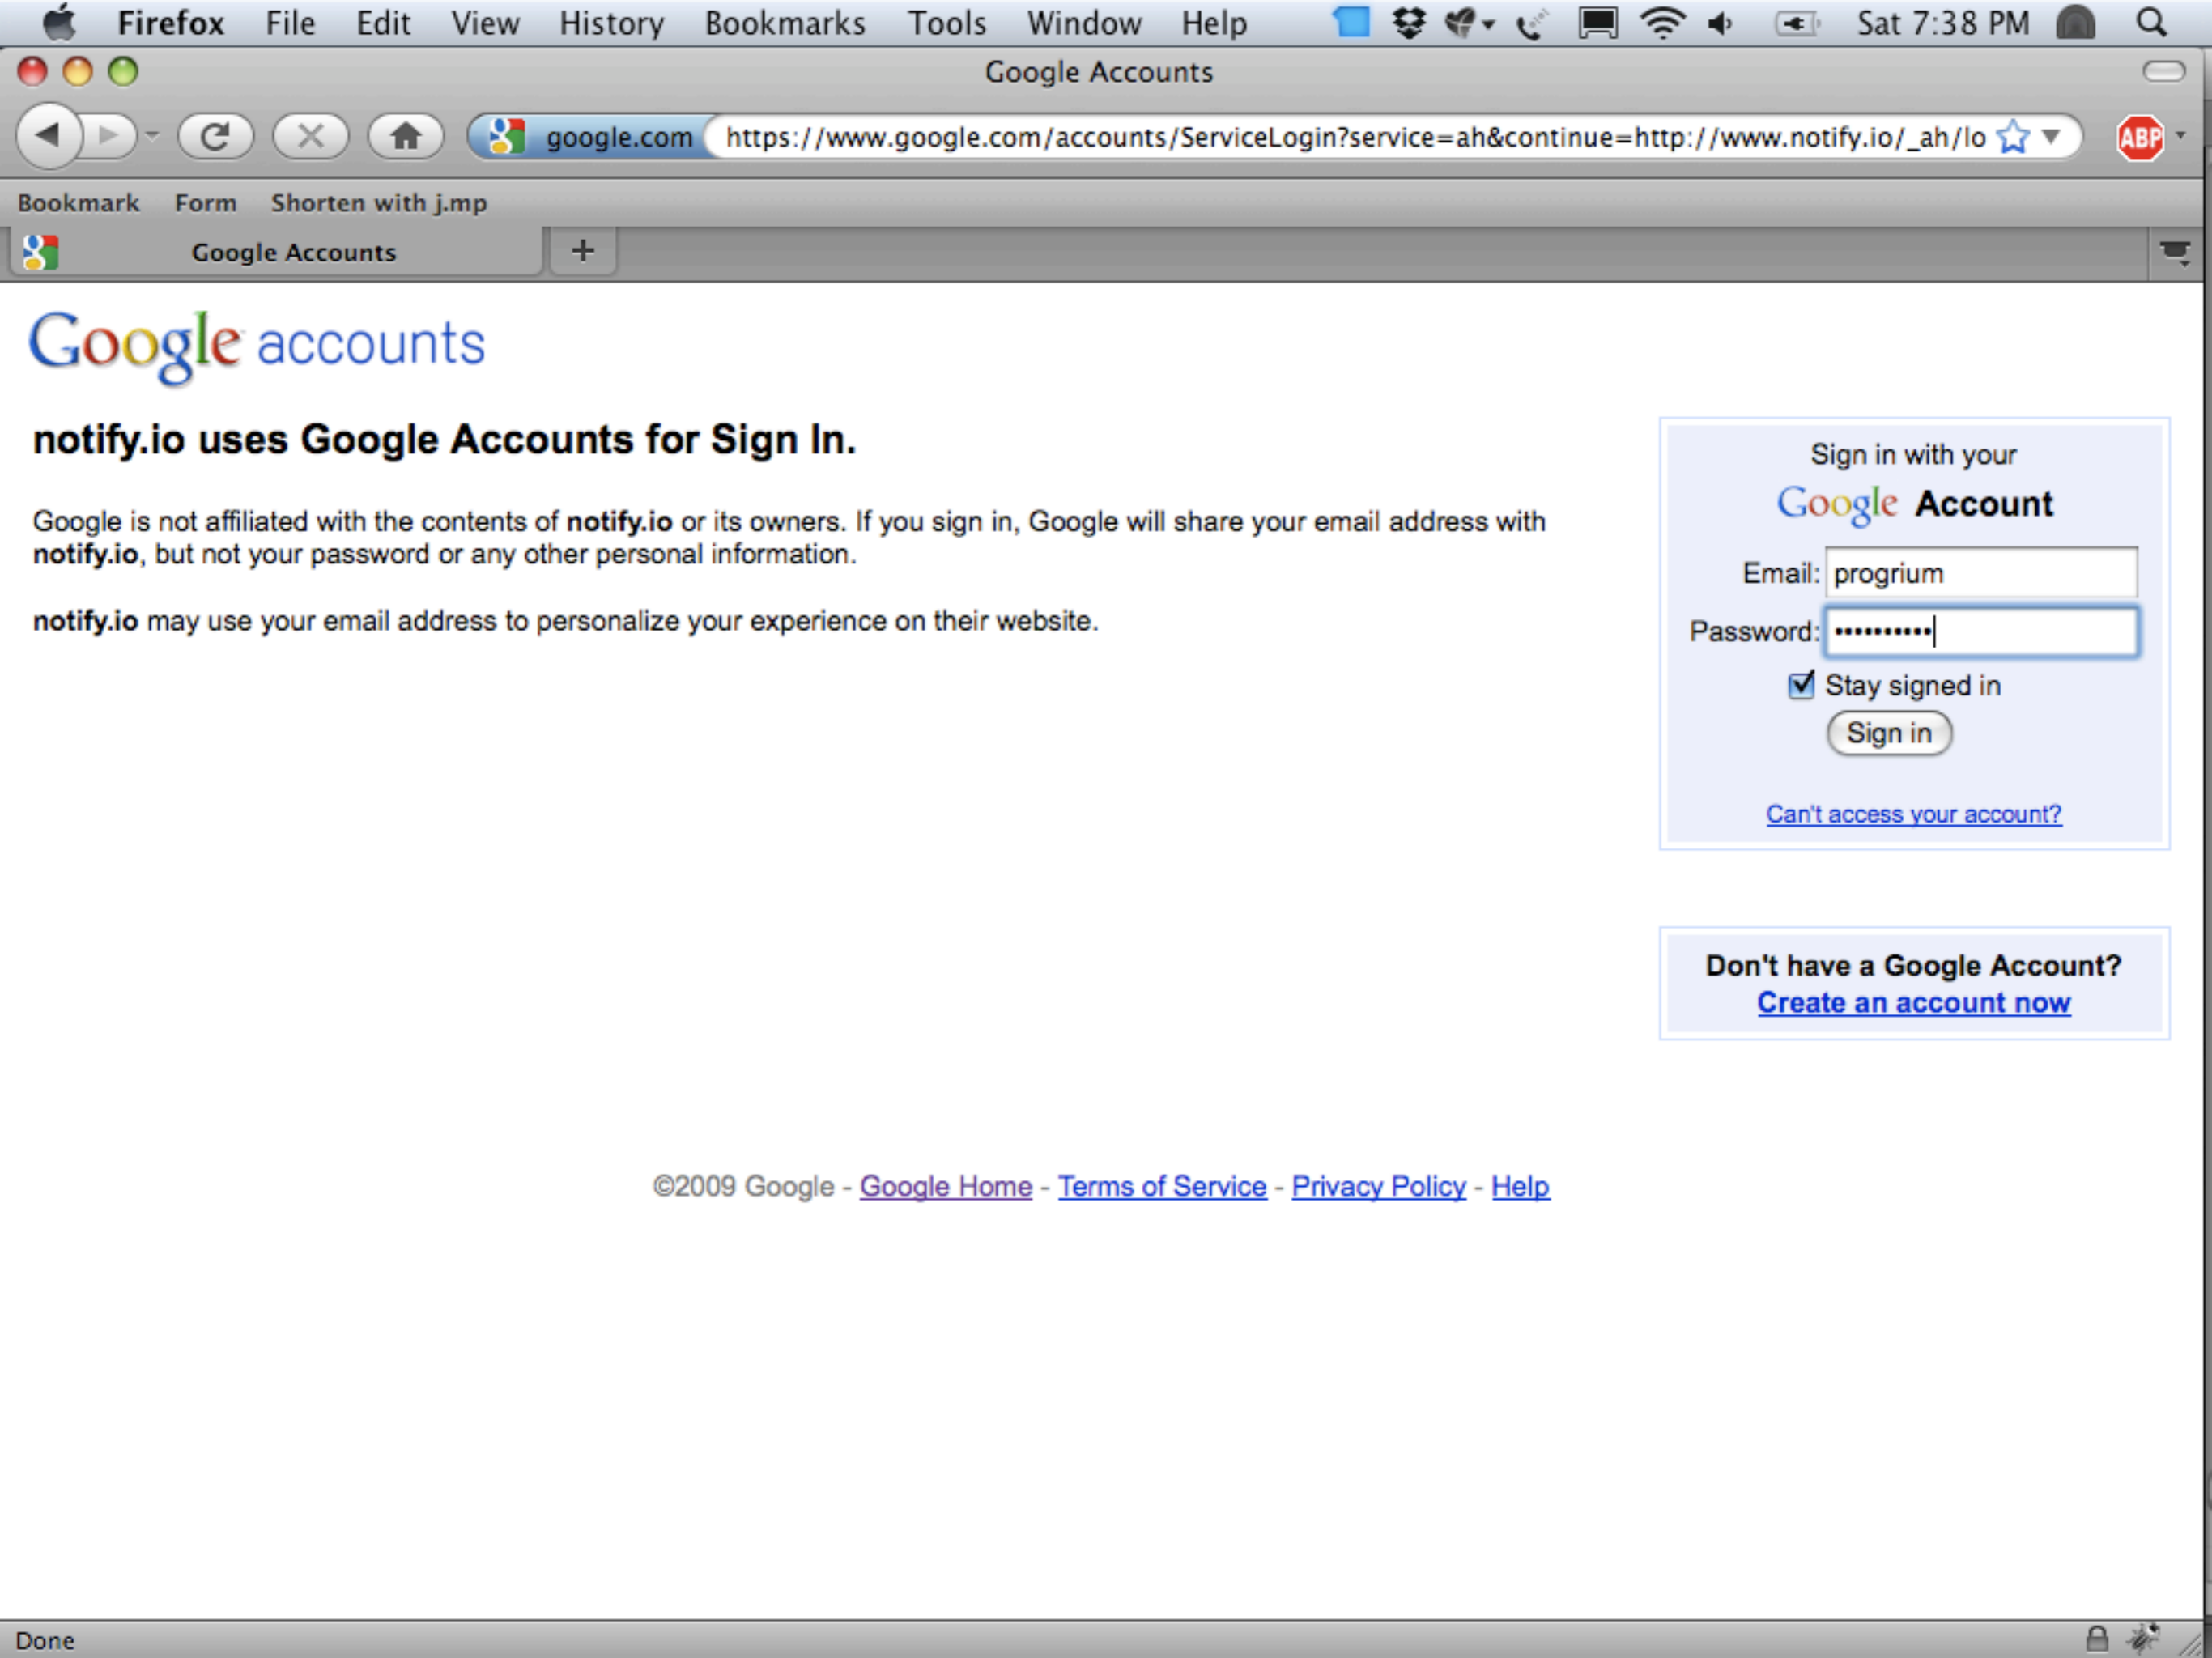 Firefox File Edit View History Bookmarks Tools Window Help Sat 7:38 PM
Google Accounts
google.com https://www.google.com/accounts/ServiceLogin?service=ah&continue=http://www.notify.io/_ah/lo ABP
Bookmark Form Shorten with j.mp
Google Accounts
Google accounts
notify.io uses Google Accounts for Sign In.
Google is not affiliated with the contents of notify.io or its owners. If you sign in, Google will share your email address with
notify.io, but not your password or any other personal information.
notify.io may use your email address to personalize your experience on their website.
Sign in with your
Google Account
Email: progrium
Password: ••••••••••
Stay signed in
Sign in
Can't access your account?
Don't have a Google Account?
Create an account now
©2009 Google - Google Home - Terms of Service - Privacy Policy - Help
Done